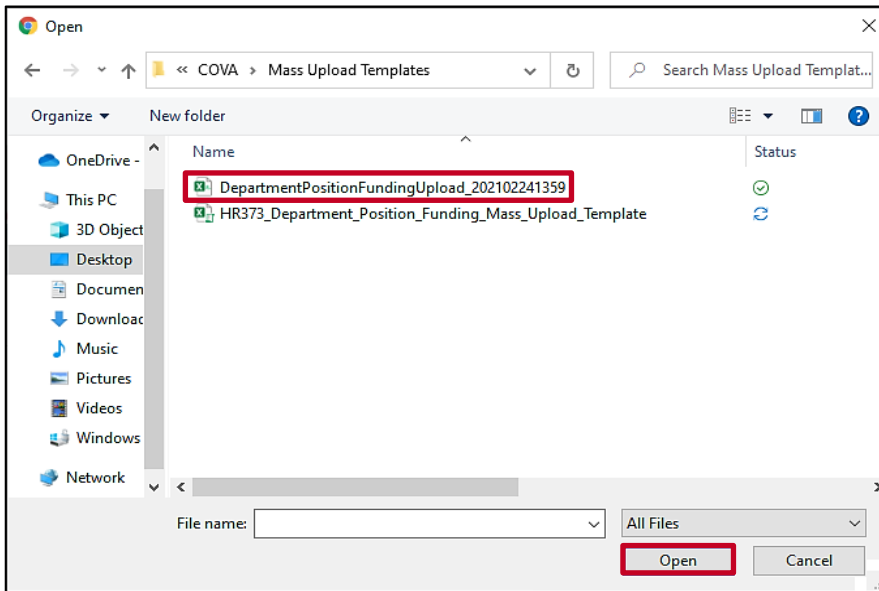 Open
« COVA › Mass Upload Templates
Search Mass Upload Templat...
Organize
New folder
Name
Status
OneDrive -
This PC
3D Object
Desktop
Documen
Downloac
Music
Pictures
Videos
Windows
Network
DepartmentPositionFundingUpload_202102241359
HR373_Department_Position_Funding_Mass_Upload_Template
File name:
All Files
Open
Cancel